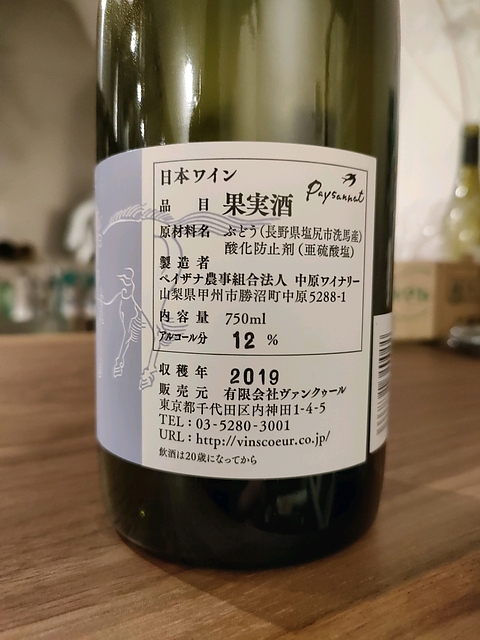 日本ワイン
Paysannat
品目 果実酒
原材料名 ぶどう(長野県塩尻市洗馬産)
酸化防止剤(亜硫酸塩)
製造者
ペイザナ農事組合法人 中原ワイナリー
山梨県甲州市勝沼町中原5288-1
内容量 750ml
アルコール分 12 %
収穫年 2019
販売元 有限会社ヴァンクゥール
東京都千代田区内神田1-4-5
TEL : 03-5280-3001
URL : http://vinscoeur.co.jp/
飲酒は20歳になってから